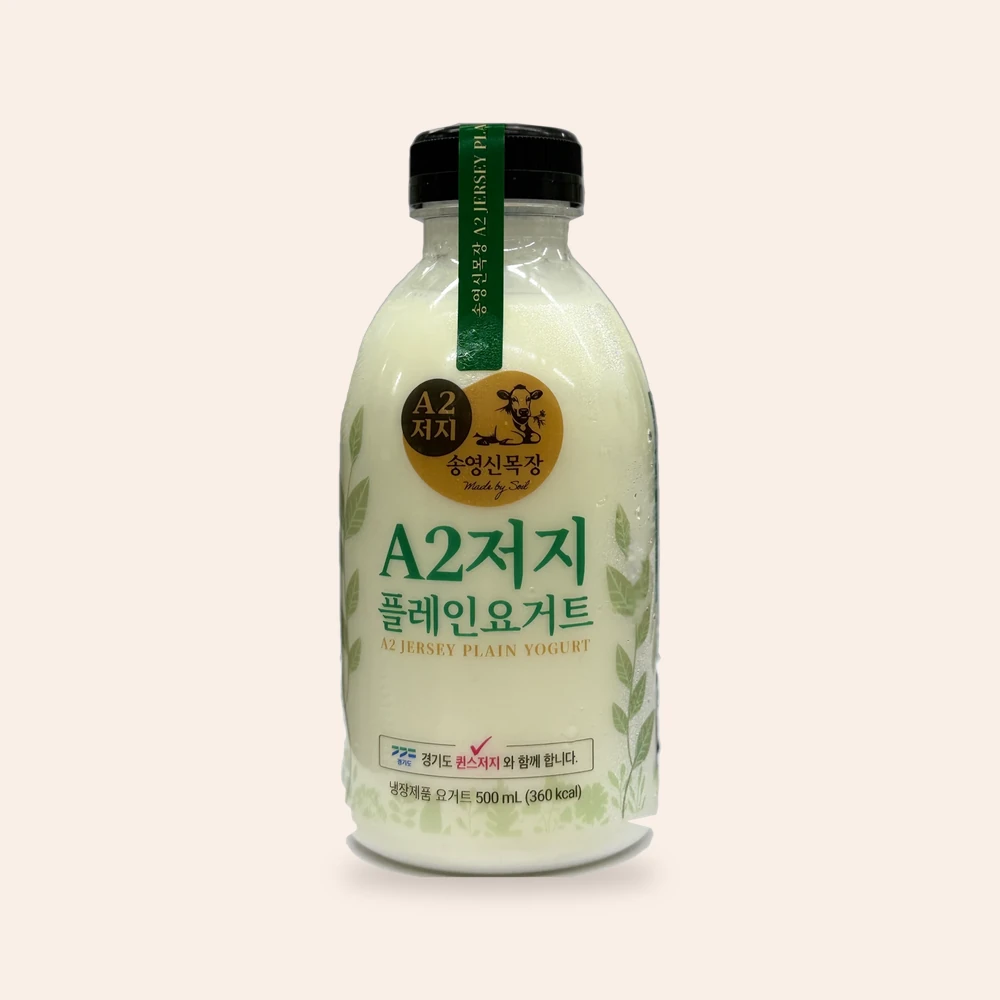 송영신목장 A2 JERSEY PLA
A2
저지
송영신목장
Made by Soul
A2저지
플레인요거트
A2 JERSEY PLAIN YOGURT
경기도
경기도 퀸스저지와 함께 합니다.
냉장제품 요거트 500 mL (360 kcal)